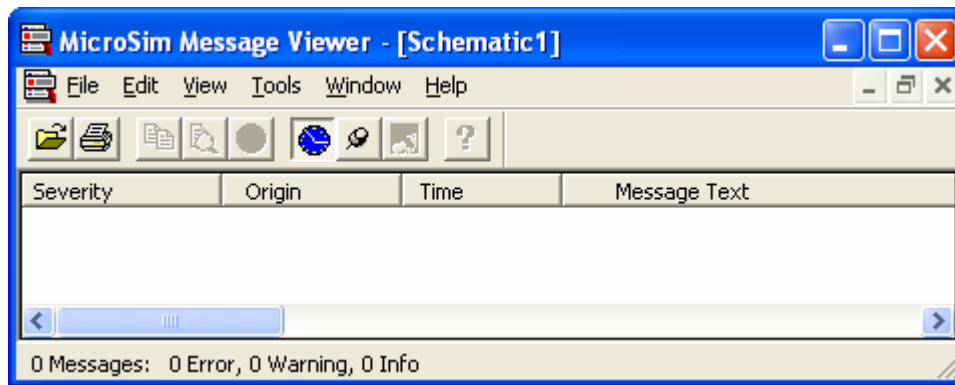 MicroSim Message Viewer - [Schematic1]
File Edit View Tools Window Help
?
Severity Origin Time Message Text
0 Messages: 0 Error, 0 Warning, 0 Info